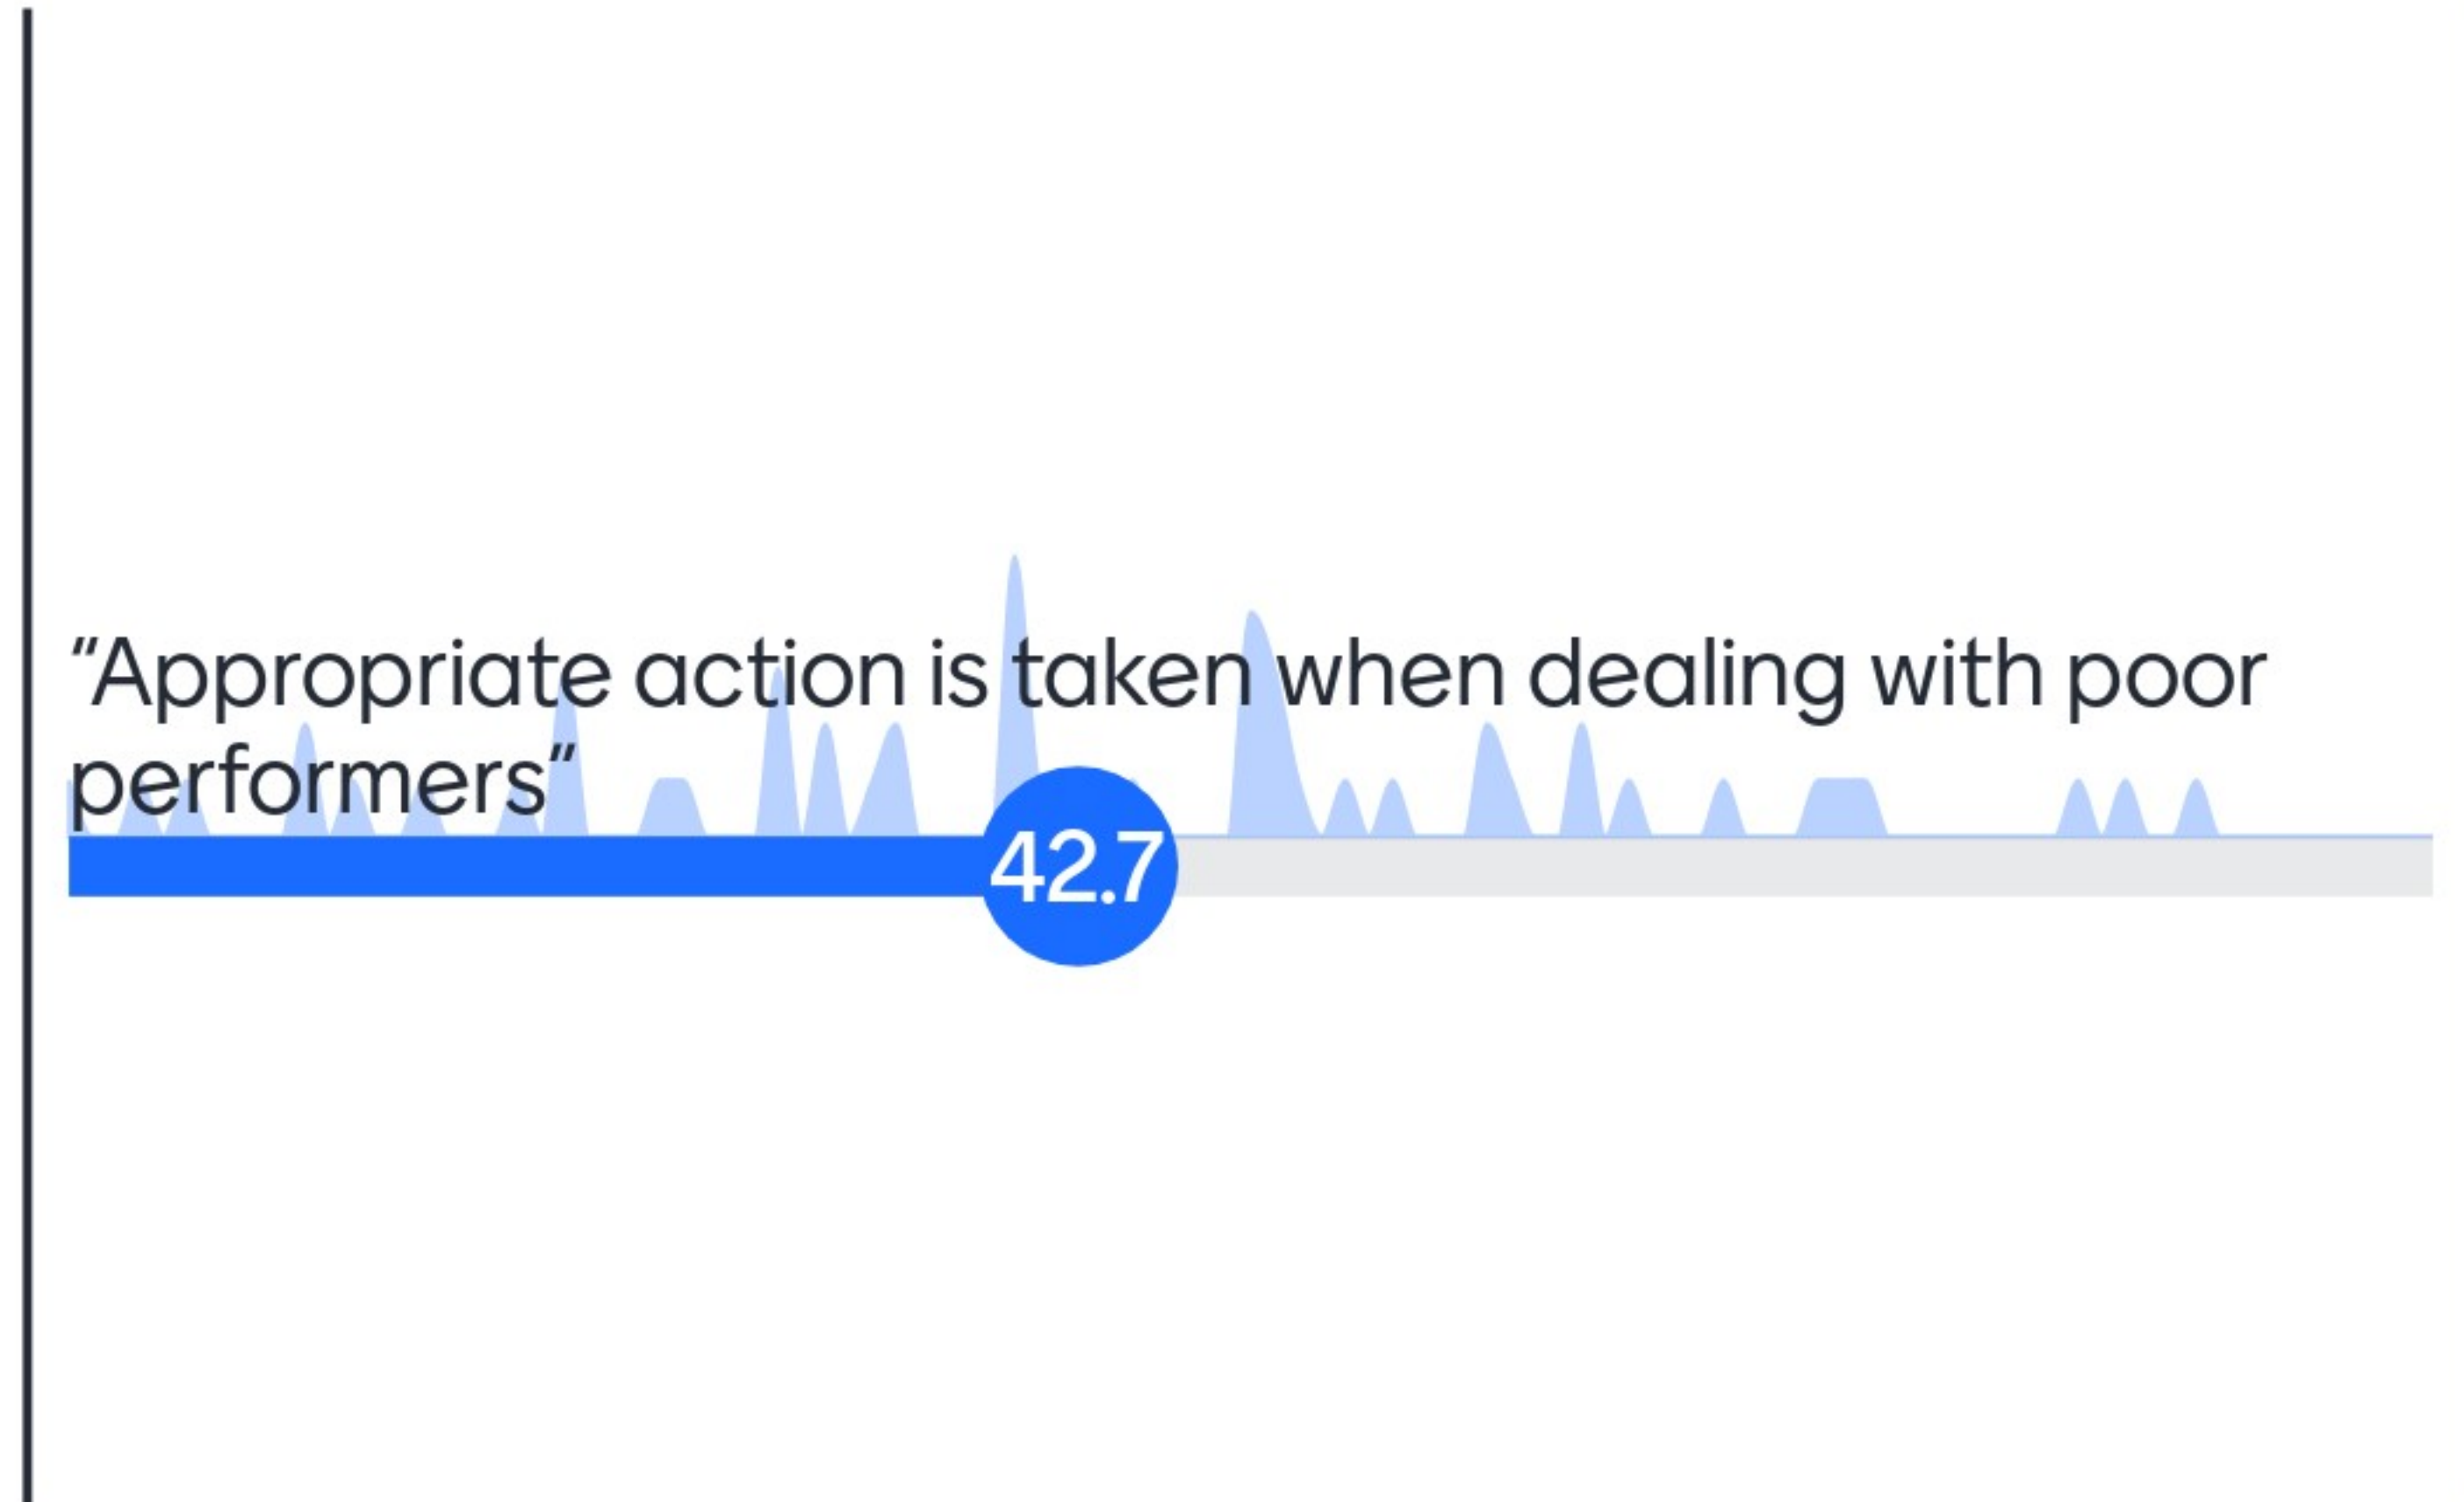 “Appropriate action is taken when dealing with poor
performers”
42.7